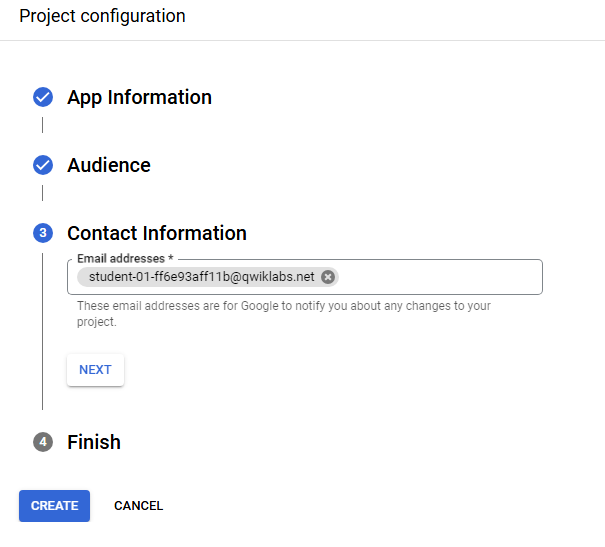 Project configuration
App Information
Audience
3 Contact Information
Email addresses *
student-01-ff6e93aff11b@qwiklabs.net
These email addresses are for Google to notify you about any changes to your
project.
NEXT
4 Finish
CREATE CANCEL